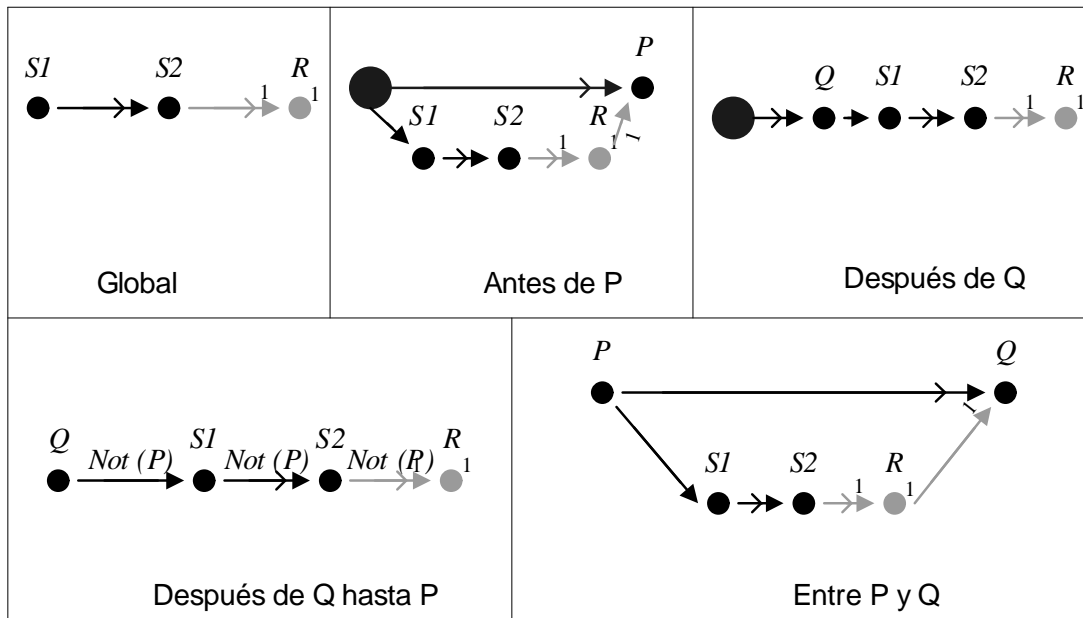 S1 S2 R
1 1
Global
P
S1 S2 R
1 1 1
Antes de P
Q S1 S2 R
1 1
Después de Q
Q S1 S2 R
Not (P) Not (P) Not (P)
1 1
Después de Q hasta P
P Q
S1 S2 R
1 1 1
Entre P y Q